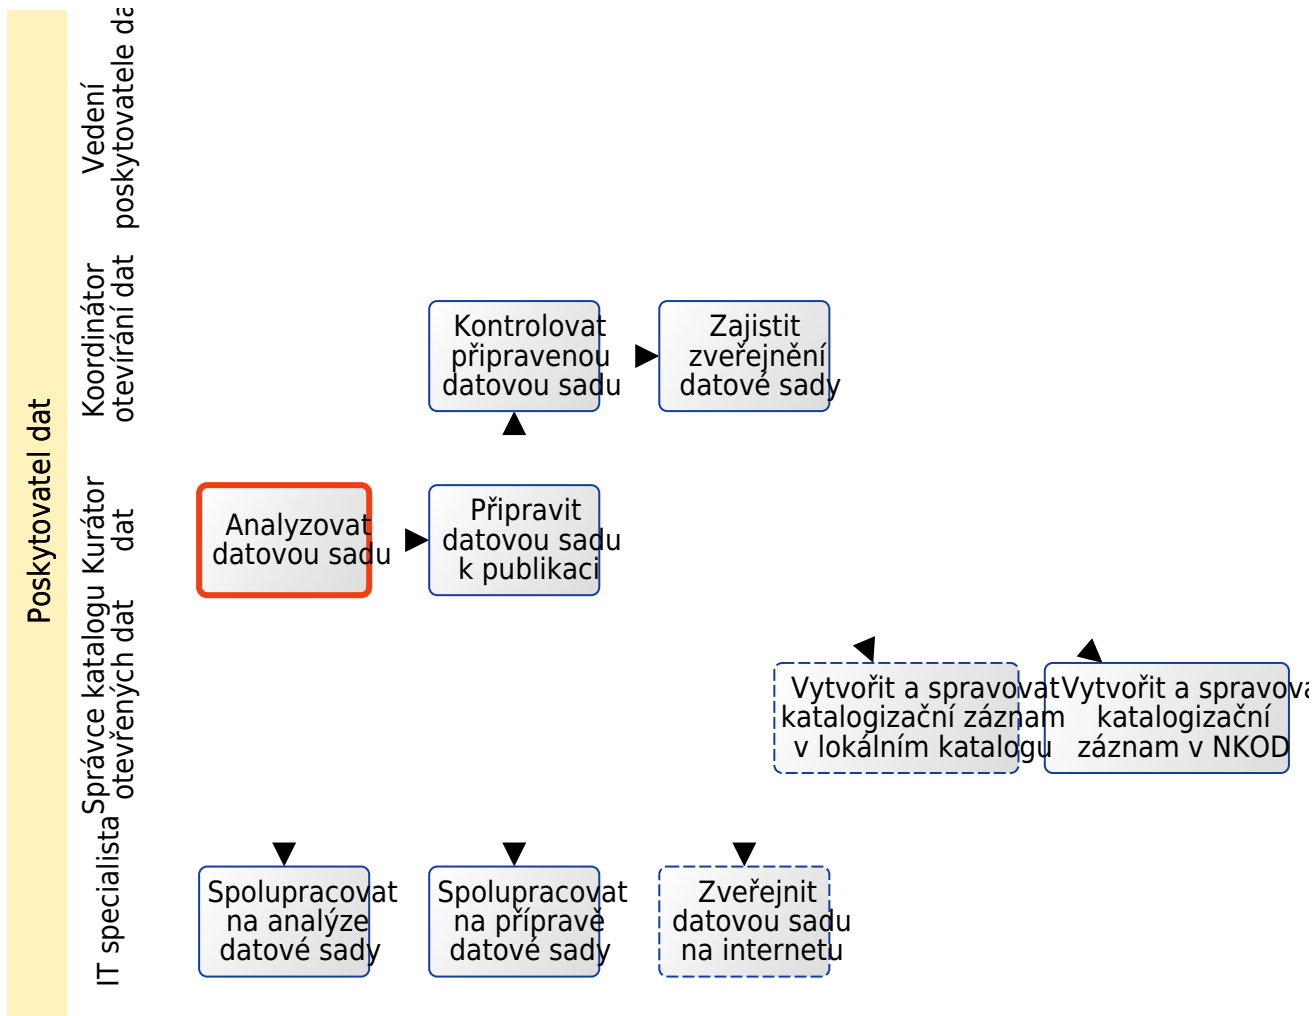 Poskytovatel dat
Vedení
poskytovatele
Koordinátor
otevírání dat
Kontrolovat
připravenou
datovou sadu
Zajistit
zveřejnění
datové sady
Kurátor
dat
Analyzovat
datovou sadu
Připravit
datovou sadu
k publikaci
Správce katalogu
otevřených dat
Vytvořit a spravovat
katalogizační záznam
v lokálním katalogu
Vytvořit a spravova
katalogizační
záznam v NKOD
IT specialista
Spolupracovat
na analýze
datové sady
Spolupracovat
na přípravě
datové sady
Zveřejnit
datovou sadu
na internetu